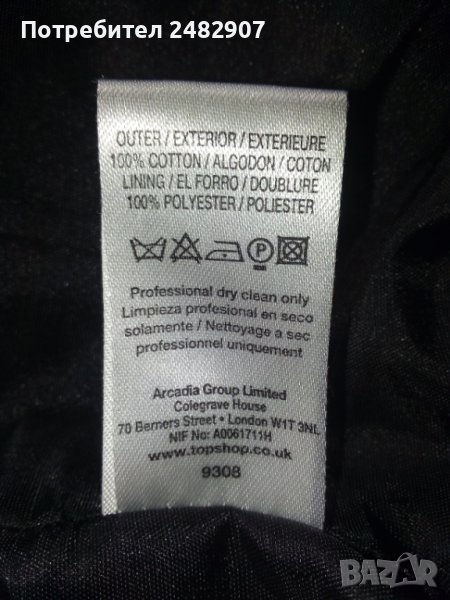 Потребител 2482907
OUTER / EXTERIOR / EXTERIEURE
100% COTTON / ALGODON / COTON
LINING / EL FORRO / DOUBLURE
100% POLYESTER / POLIESTER
P
Professional dry clean only
Limpieza profesional en seco
solamente / Nettoyage a sec
professionnel uniquement
Arcadia Group Limited
Colegrave House
70 Berners Street • London W1T 3NL
NIF No: A0061711H
www.topshop.co.uk
9308
BAZAR